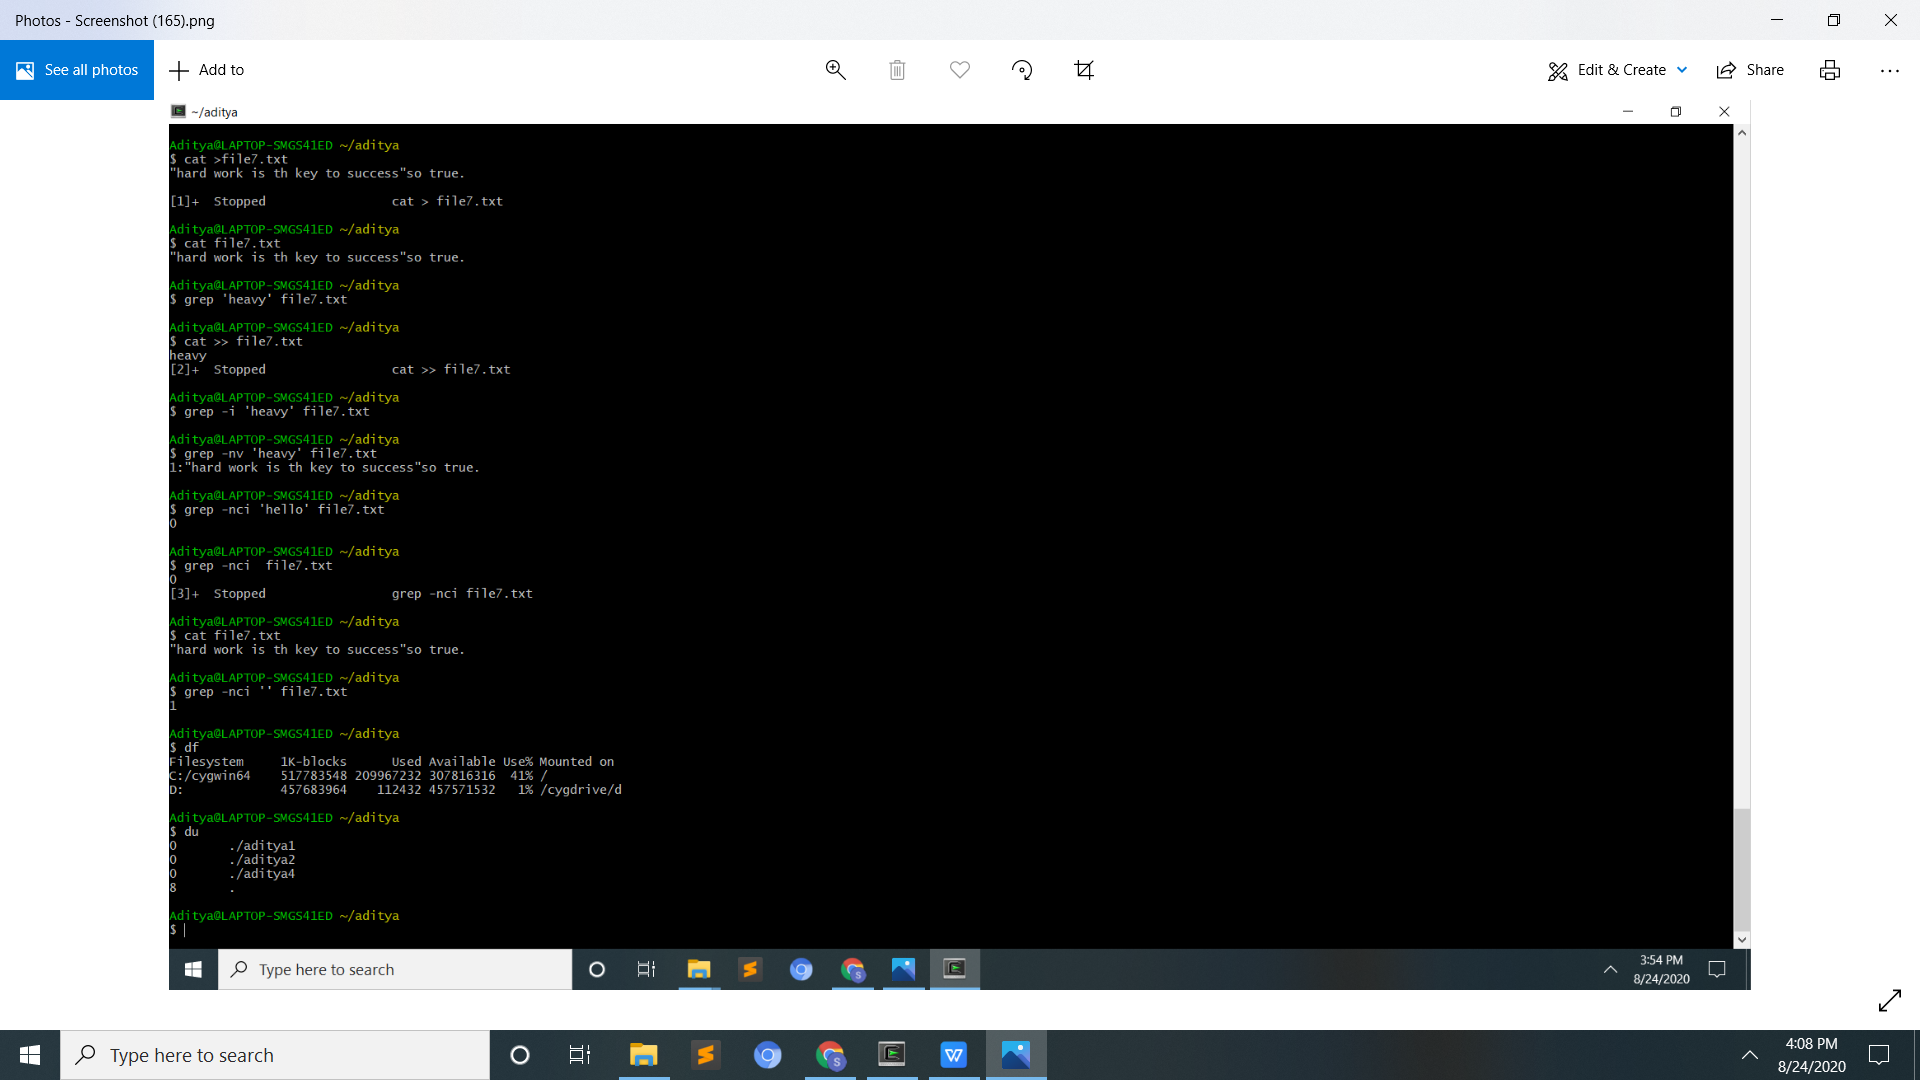 Photos - Screenshot (165).png
See all photos
Add to
Edit & Create
Share
~/aditya
Aditya@LAPTOP-SMGS41ED ~/aditya
$ cat >file7.txt
"hard work is th key to success"so true.
[1]+  Stopped                 cat > file7.txt
Aditya@LAPTOP-SMGS41ED ~/aditya
$ cat file7.txt
"hard work is th key to success"so true.
Aditya@LAPTOP-SMGS41ED ~/aditya
$ grep 'heavy' file7.txt
Aditya@LAPTOP-SMGS41ED ~/aditya
$ cat >> file7.txt
heavy
[2]+  Stopped                 cat >> file7.txt
Aditya@LAPTOP-SMGS41ED ~/aditya
$ grep -i 'heavy' file7.txt
Aditya@LAPTOP-SMGS41ED ~/aditya
$ grep -nv 'heavy' file7.txt
1:"hard work is th key to success"so true.
Aditya@LAPTOP-SMGS41ED ~/aditya
$ grep -nci 'hello' file7.txt
0
Aditya@LAPTOP-SMGS41ED ~/aditya
$ grep -nci  file7.txt
0
[3]+  Stopped                 grep -nci file7.txt
Aditya@LAPTOP-SMGS41ED ~/aditya
$ cat file7.txt
"hard work is th key to success"so true.
Aditya@LAPTOP-SMGS41ED ~/aditya
$ grep -nci '' file7.txt
1
Aditya@LAPTOP-SMGS41ED ~/aditya
$ df
Filesystem     1K-blocks      Used Available Use% Mounted on
C:/cygwin64    517783548 209967232 307816316  41% /
D:             457683964    112432 457571532   1% /cygdrive/d
Aditya@LAPTOP-SMGS41ED ~/aditya
$ du
0       ./aditya1
0       ./aditya2
0       ./aditya4
8       .
Aditya@LAPTOP-SMGS41ED ~/aditya
$
Type here to search
3:54 PM
8/24/2020
Type here to search
4:08 PM
8/24/2020